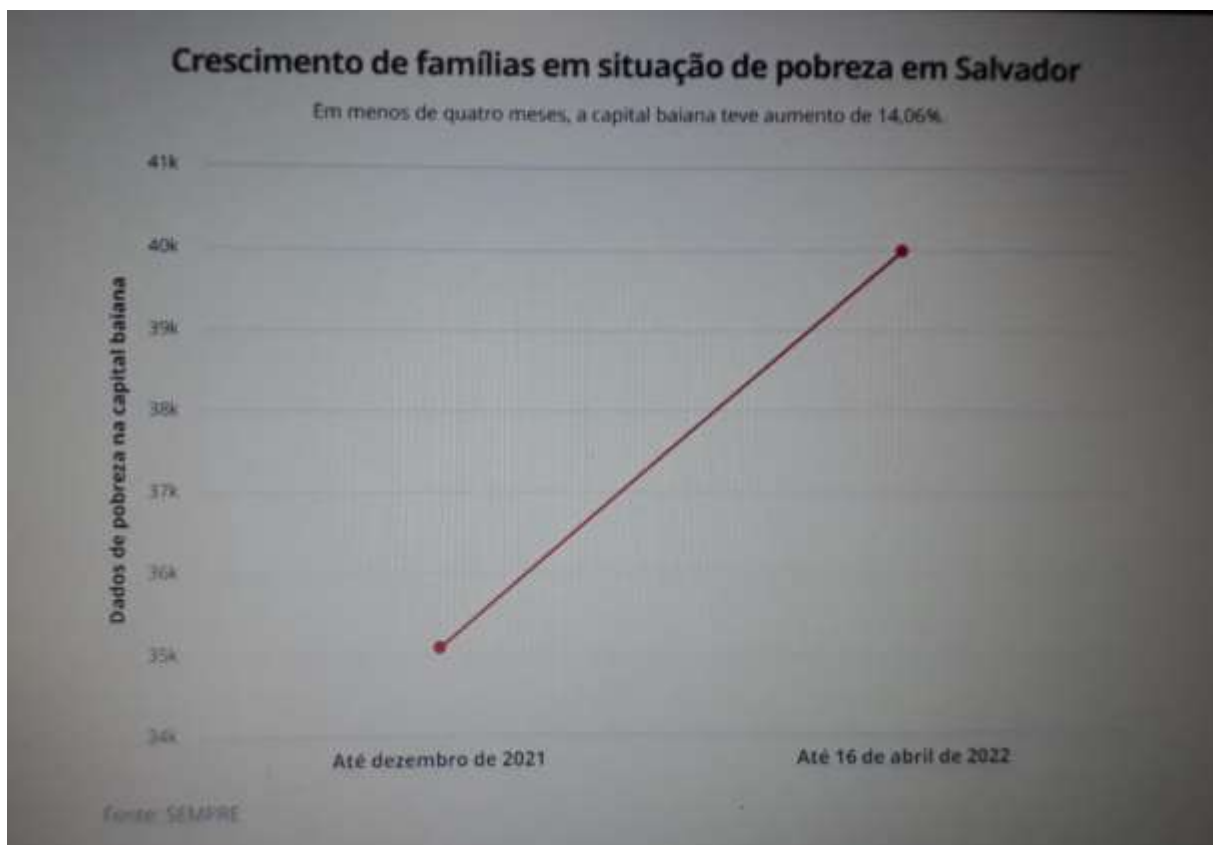 Crescimento de famílias em situação de pobreza em Salvador
Em menos de quatro meses, a capital baiana teve aumento de 14,06%.
Dados de pobreza na capital baiana
41k
40k
39k
38k
37k
36k
35k
34k
Até dezembro de 2021
Até 16 de abril de 2022
Fonte: SEMPRE